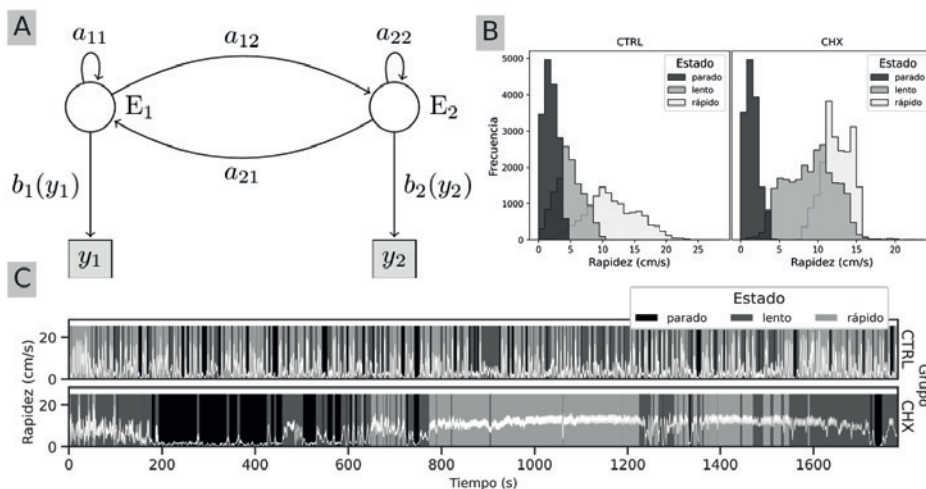 A
a11
a12
a22
E1
E2
a21
b1(y1)
b2(y2)
y1
y2
B
CTRL
CHX
Estado
parado
lento
rápido
Estado
parado
lento
rápido
Frecuencia
5000
4000
3000
2000
1000
0
0 5 10 15 20 25
0 5 10 15 20
Rapidez (cm/s)
Rapidez (cm/s)
C
Estado
parado lento rápido
Rapidez (cm/s)
20
0
CTRL
20
0
CHX
Grupo
0 200 400 600 800 1000 1200 1400 1600
Tiempo (s)